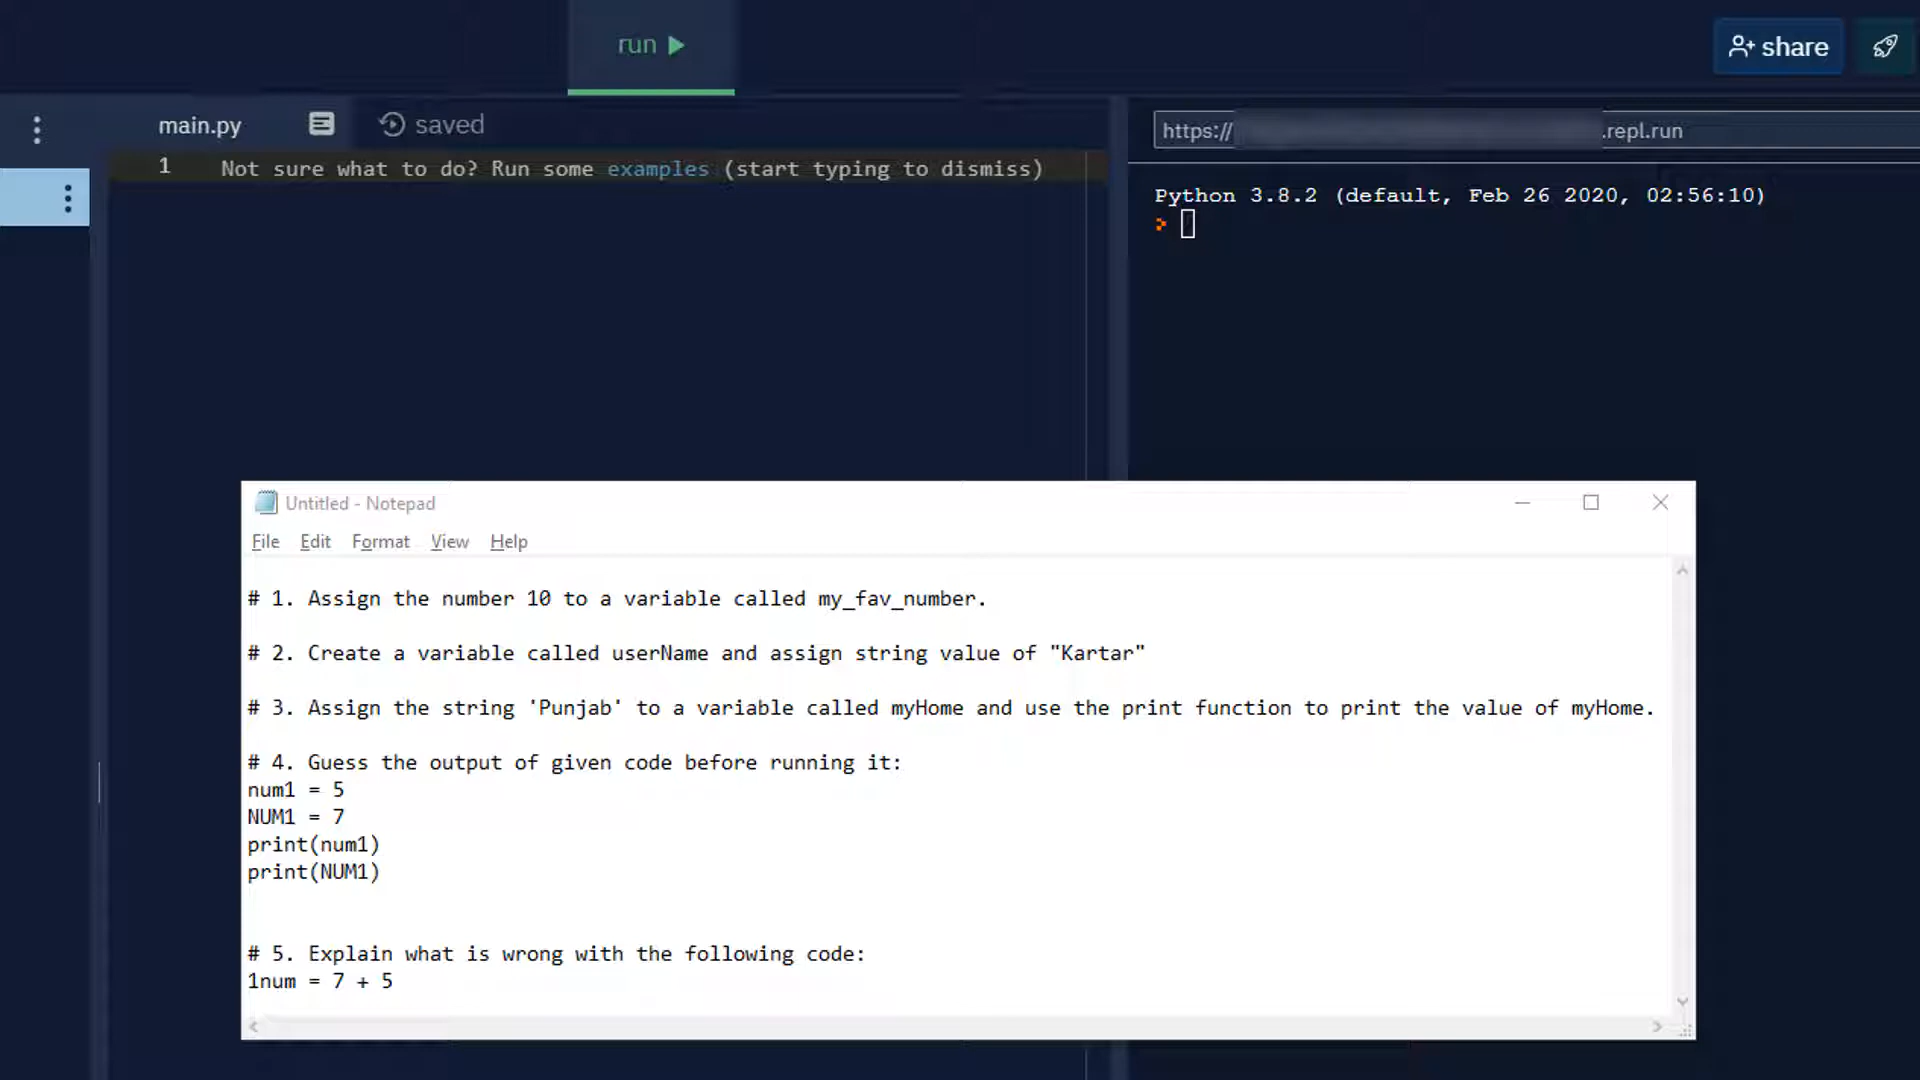 run
share
main.py
saved
1 Not sure what to do? Run some examples (start typing to dismiss)
https://
.repl.run
Python 3.8.2 (default, Feb 26 2020, 02:56:10)
Untitled - Notepad
File Edit Format View Help
# 1. Assign the number 10 to a variable called my_fav_number.
# 2. Create a variable called userName and assign string value of "Kartar"
# 3. Assign the string 'Punjab' to a variable called myHome and use the print function to print the value of myHome.
# 4. Guess the output of given code before running it:
num1 = 5
NUM1 = 7
print(num1)
print(NUM1)
# 5. Explain what is wrong with the following code:
1num = 7 + 5